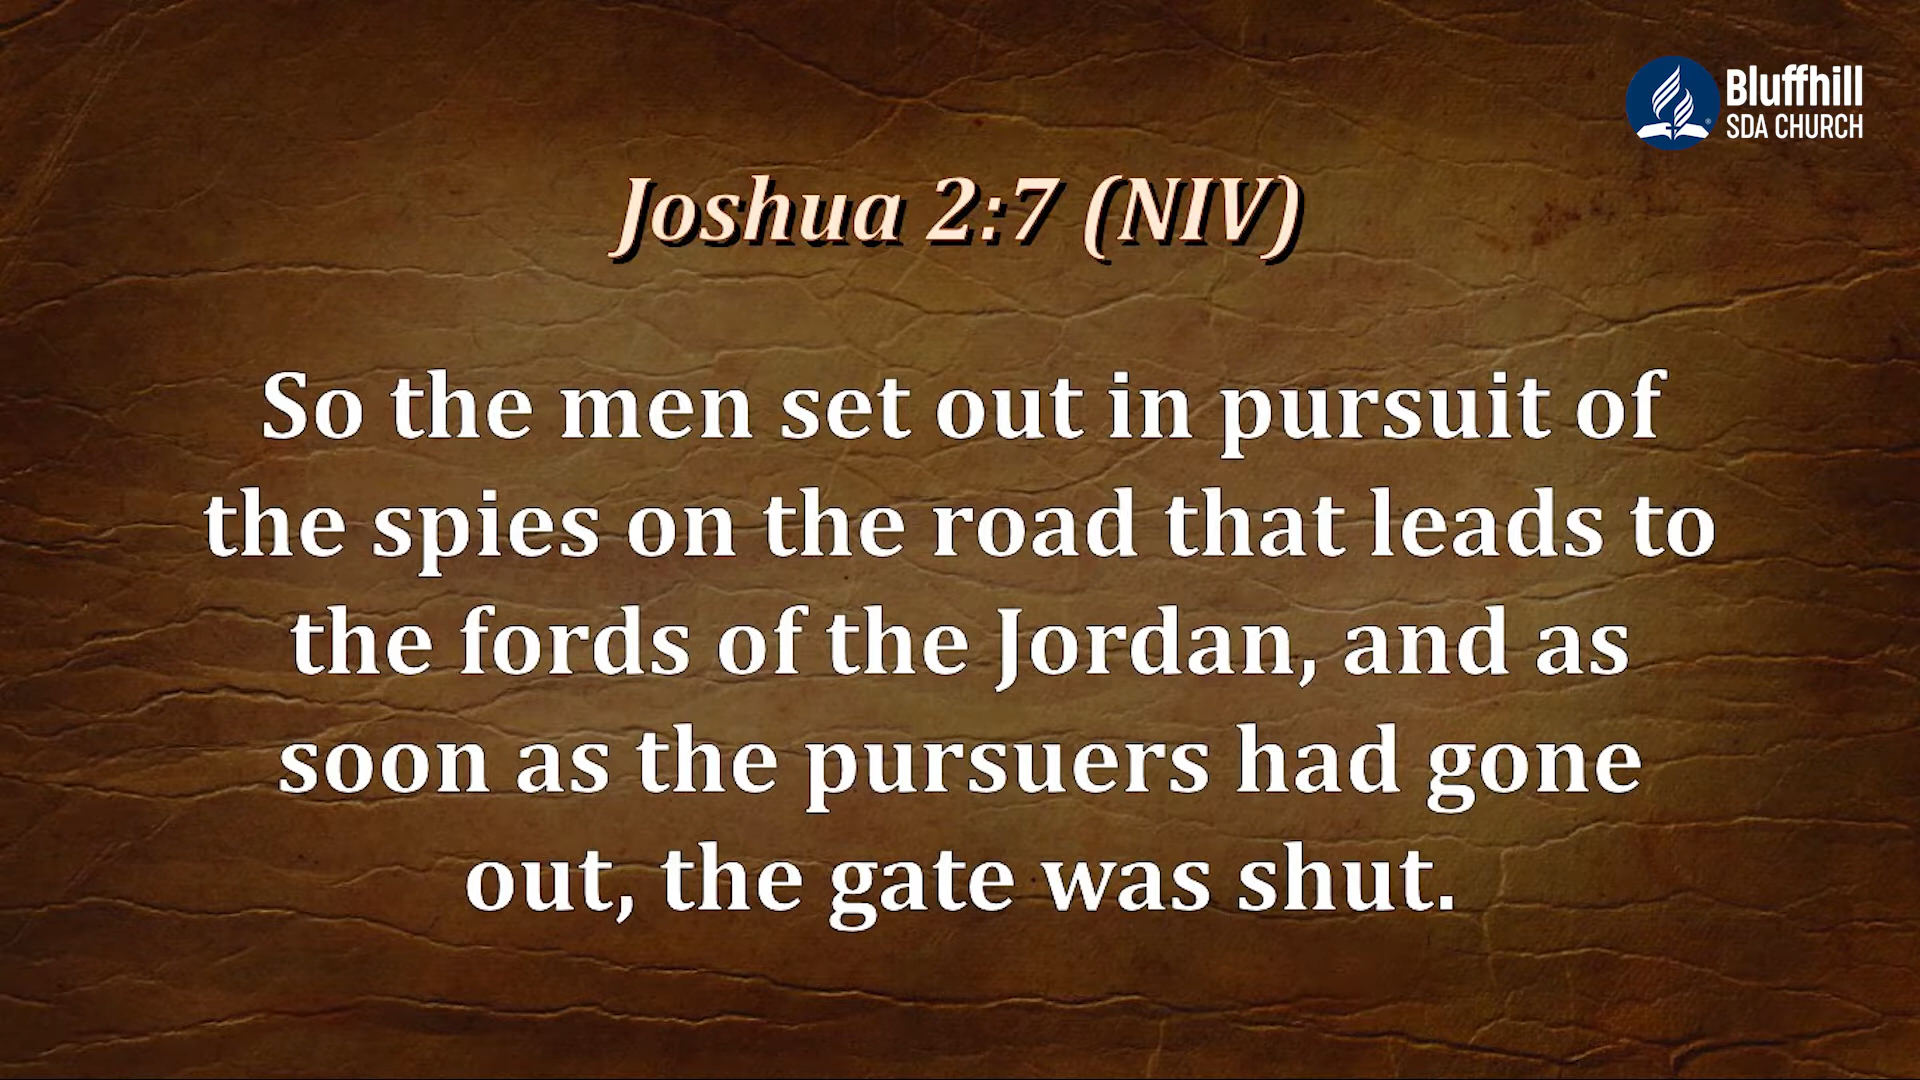 Bluffhill
SDA CHURCH
Joshua 2:7 (NIV)
So the men set out in pursuit of
the spies on the road that leads to
the fords of the Jordan, and as
soon as the pursuers had gone
out, the gate was shut.